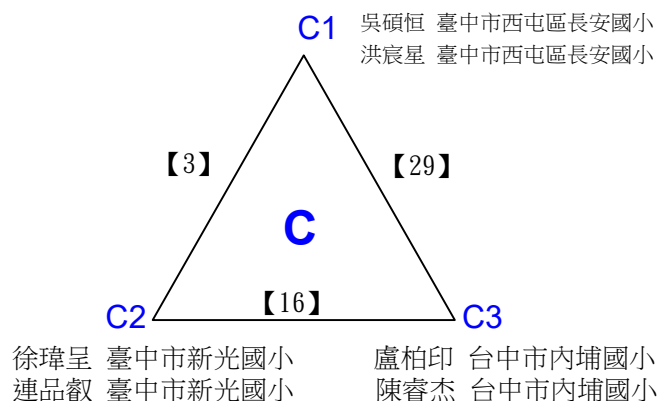 C1
吳碩恒 臺中市西屯區長安國小
洪宸星 臺中市西屯區長安國小
【3】
【29】
C
【16】
C2
C3
徐瑋呈 臺中市新光國小
連品叡 臺中市新光國小
盧柏印 台中市內埔國小
陳睿杰 台中市內埔國小